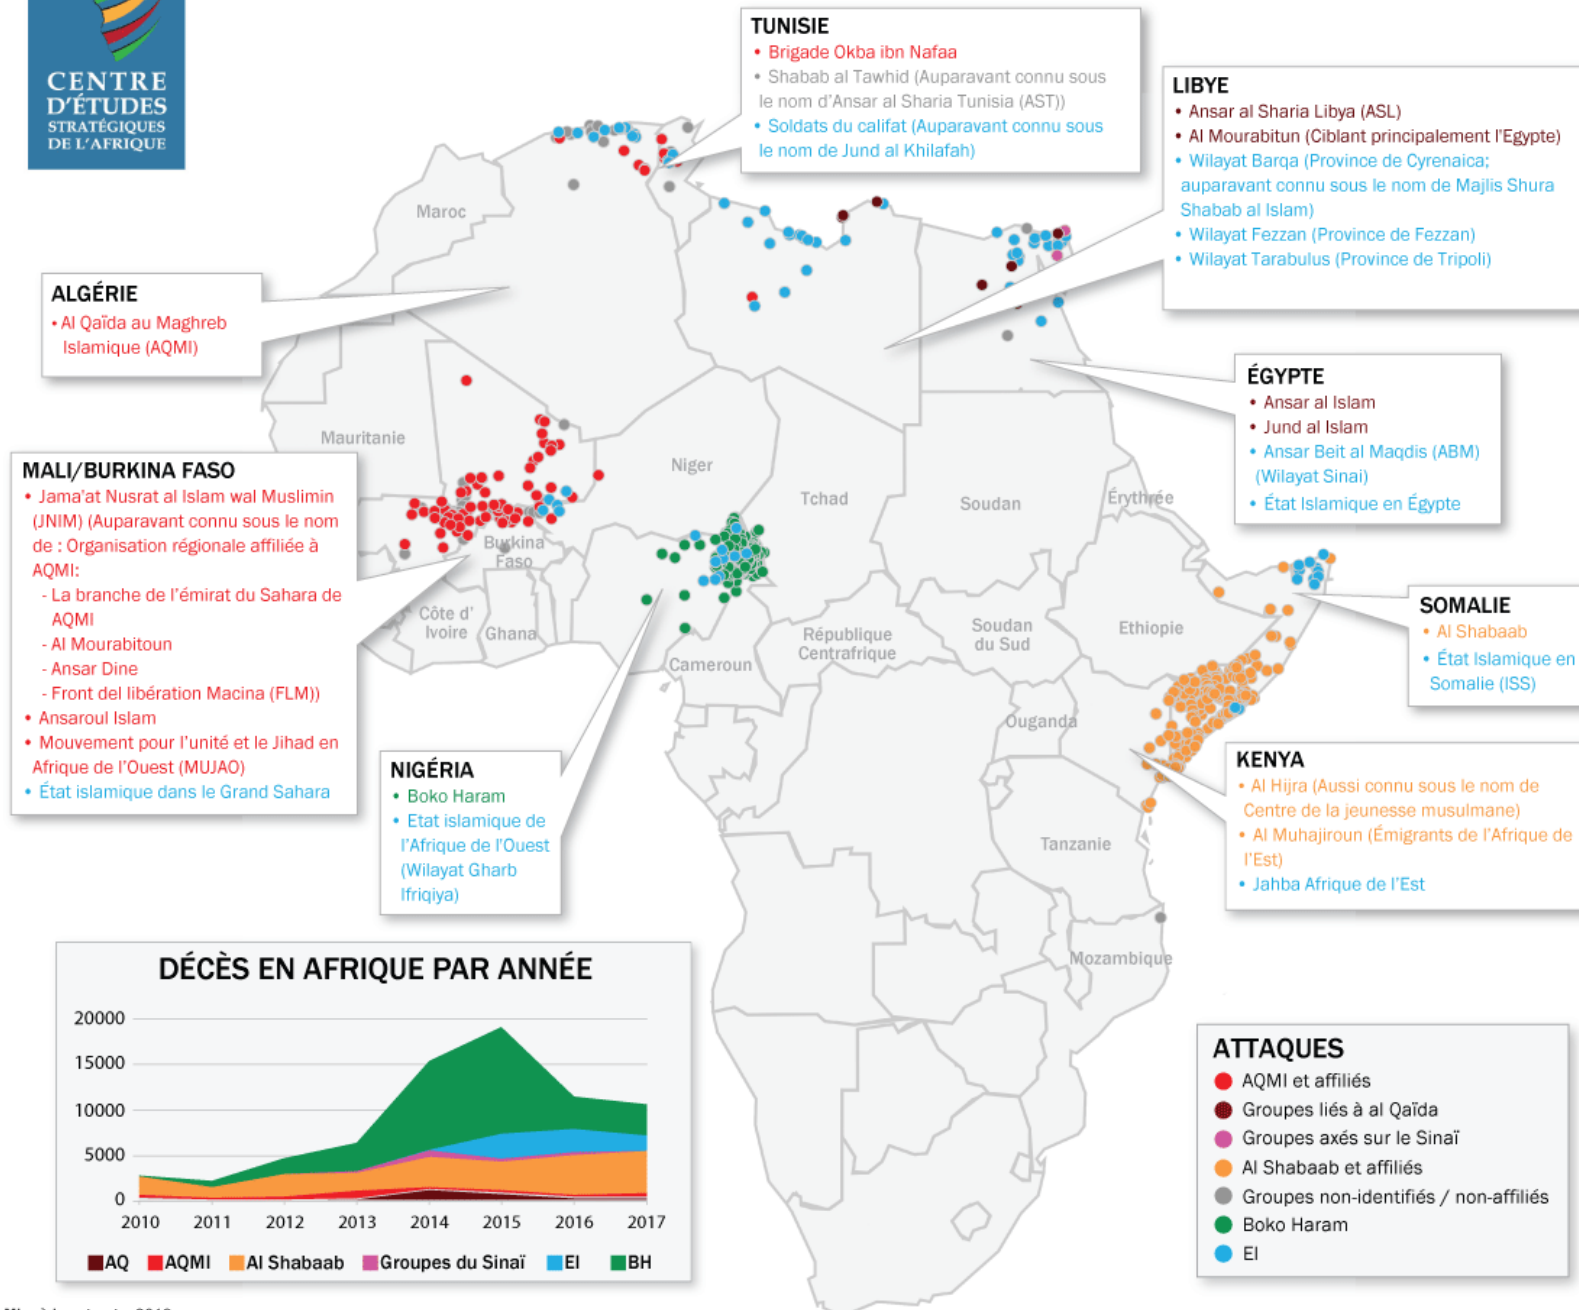 CENTRE
D'ÉTUDES
STRATÉGIQUES
DE L'AFRIQUE
TUNISIE
• Brigade Okba ibn Nafaa
• Shabab al Tawhid (Auparavant connu sous
le nom d'Ansar al Sharia Tunisia (AST))
• Soldats du califat (Auparavant connu sous
le nom de Jund al Khilafah)
LIBYE
• Ansar al Sharia Libya (ASL)
• Al Mourabitun (Ciblant principalement l'Egypte)
• Wilayat Barqa (Province de Cyrenaica;
auparavant connu sous le nom de Majlis Shura
Shabab al Islam)
• Wilayat Fezzan (Province de Fezzan)
• Wilayat Tarabulus (Province de Tripoli)
ALGÉRIE
• Al Qaïda au Maghreb
Islamique (AQMI)
ÉGYPTE
• Ansar al Islam
• Jund al Islam
• Ansar Beit al Maqdis (ABM)
(Wilayat Sinai)
• État Islamique en Égypte
MALI/BURKINA FASO
• Jama'at Nusrat al Islam wal Muslimin
(JNIM) (Auparavant connu sous le nom
de : Organisation régionale affiliée à
AQMI:
- La branche de l'émirat du Sahara de
AQMI
- Al Mourabitoun
- Ansar Dine
- Front del libération Macina (FLM))
• Ansaroul Islam
• Mouvement pour l'unité et le Jihad en
Afrique de l'Ouest (MUJAO)
• État islamique dans le Grand Sahara
SOMALIE
• Al Shabaab
• État Islamique en
Somalie (ISS)
NIGÉRIA
• Boko Haram
• Etat islamique de
l'Afrique de l'Ouest
(Wilayat Gharb
Ifriqiya)
KENYA
• Al Hijra (Aussi connu sous le nom de
Centre de la jeunesse musulmane)
• Al Muhajiroun (Émigrants de l'Afrique de
l'Est)
• Jahba Afrique de l'Est
Maroc
Mauritanie
Niger
Tchad
Soudan
Érythrée
Burkina
Faso
Côte d'
Ivoire
Ghana
Cameroun
République
Centrafrique
Soudan
du Sud
Ethiopie
Ouganda
Tanzanie
Mozambique
DÉCÈS EN AFRIQUE PAR ANNÉE
20000
15000
10000
5000
0
2010 2011 2012 2013 2014 2015 2016 2017
AQ AQMI Al Shabaab Groupes du Sinaï EI BH
ATTAQUES
AQMI et affiliés
Groupes liés à al Qaïda
Groupes axés sur le Sinaï
Al Shabaab et affiliés
Groupes non-identifiés / non-affiliés
Boko Haram
EI